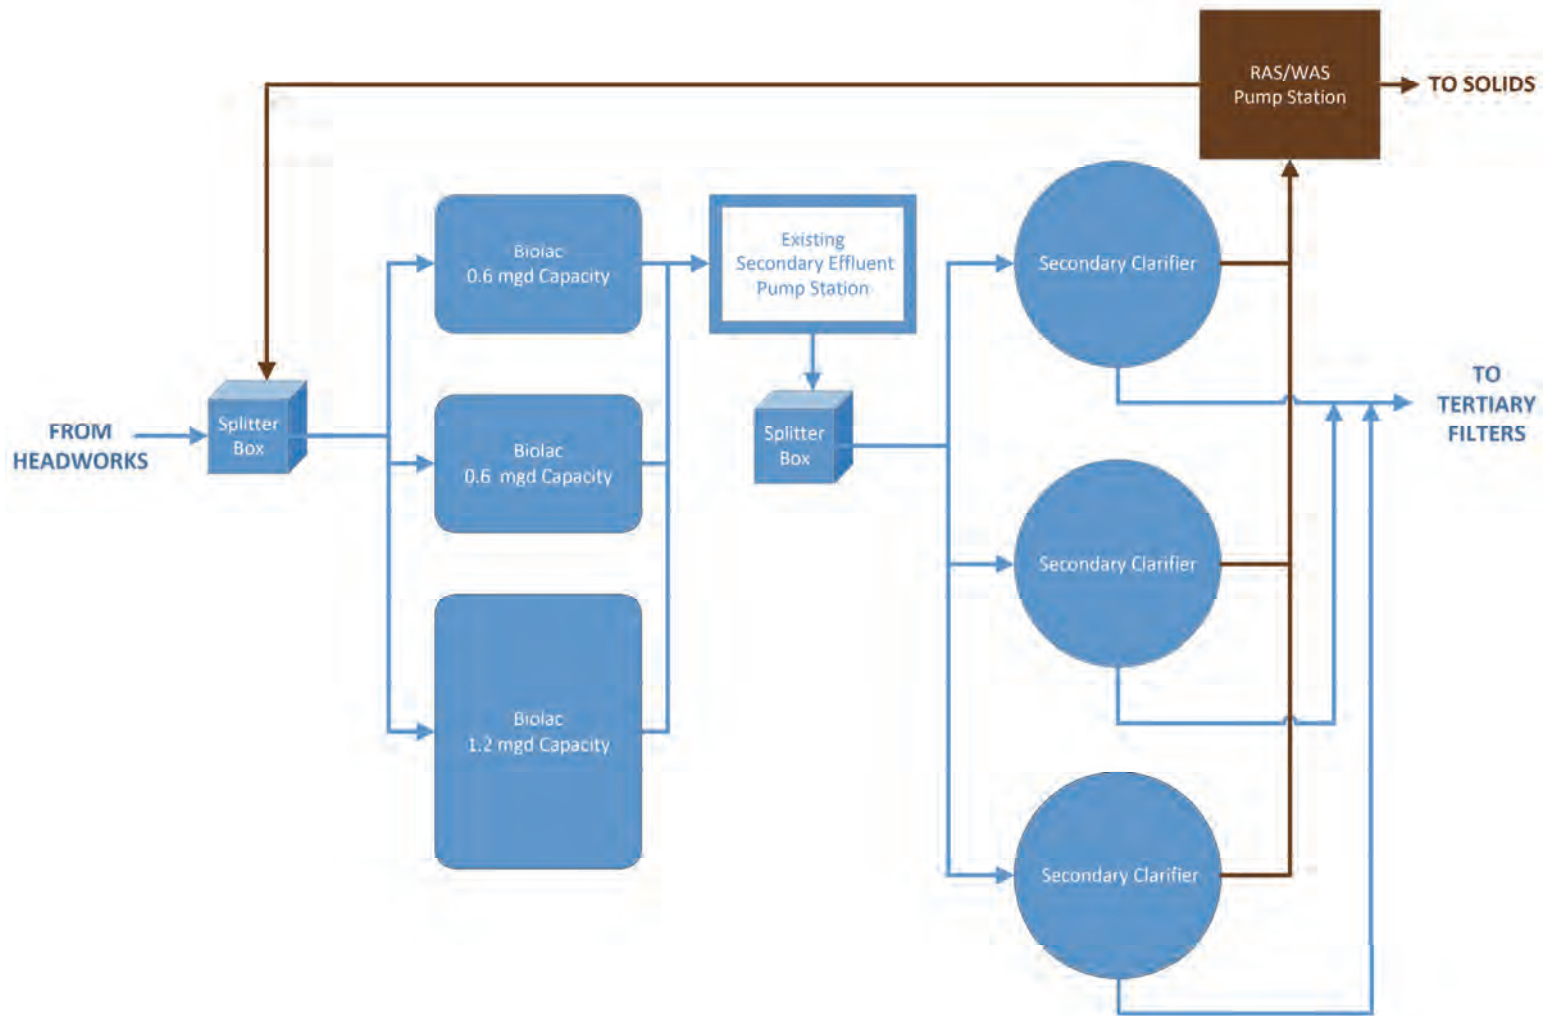 RAS/WAS
Pump Station
TO SOLIDS
Biolac
0.6 mgd Capacity
Existing
Secondary Effluent
Pump Station
Secondary Clarifier
FROM
HEADWORKS
Splitter
Box
Biolac
0.6 mgd Capacity
Splitter
Box
TO
TERTIARY
FILTERS
Secondary Clarifier
Biolac
1.2 mgd Capacity
Secondary Clarifier